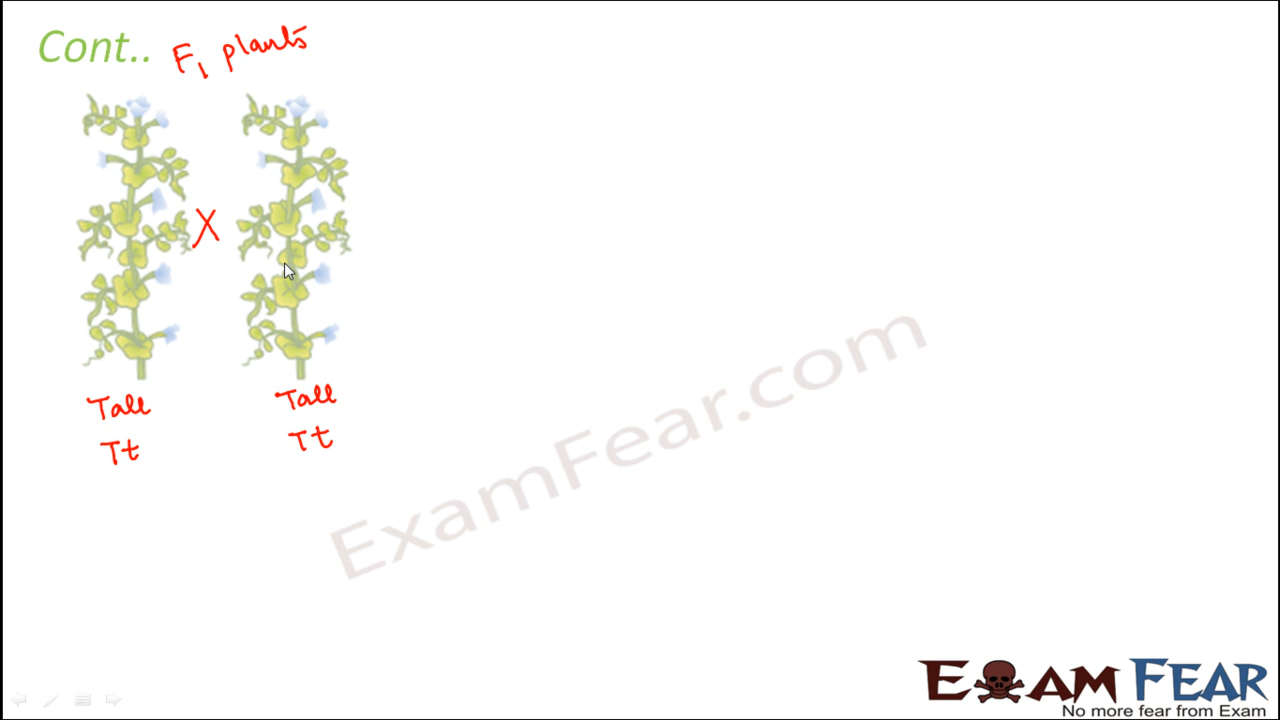 Cont..
F1 plants
X
Tall
Tall
Tt
Tt
ExamFear.com
EXAM FEAR
No more fear from Exam